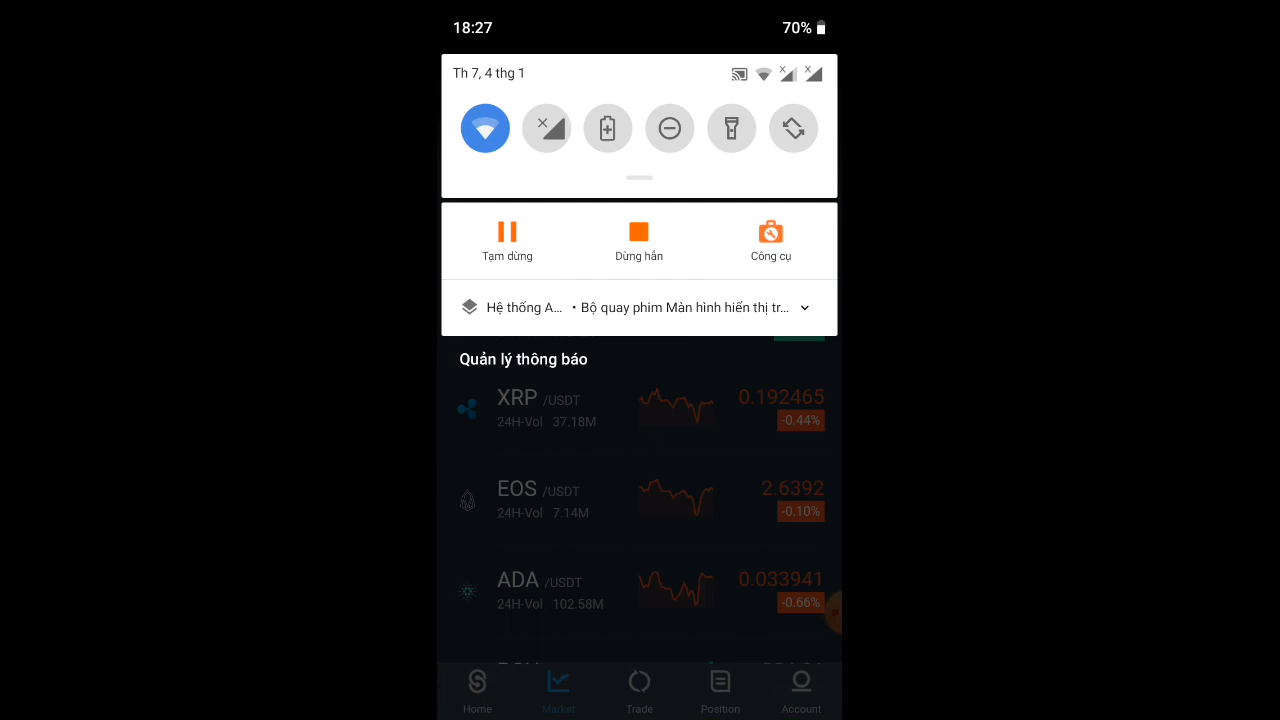 18:27 70%
Th 7, 4 thg 1
Tạm dừng Dừng hẳn Công cụ
Hệ thống A... • Bộ quay phim Màn hình hiển thị tr...
Quản lý thông báo
XRP /USDT 0.192465
24H-Vol 37.18M -0.44%
EOS /USDT 2.6392
24H-Vol 7.14M -0.10%
ADA /USDT 0.033941
24H-Vol 102.58M -0.66%
Home Market Trade Position Account